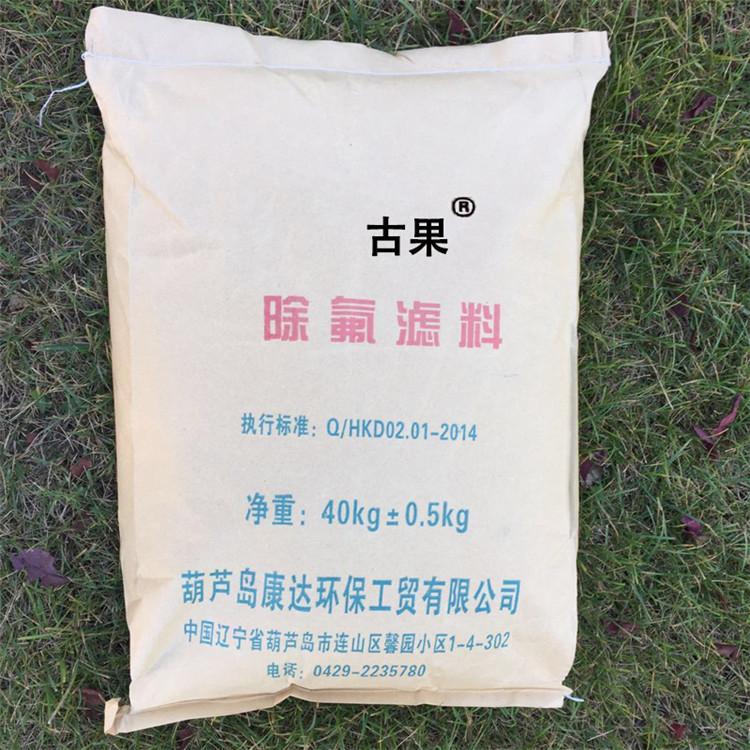 古果®
除氟滤料
执行标准：Q/HKD02.01-2014
净重：40kg±0.5kg
葫芦岛康达环保工贸有限公司
中国辽宁省葫芦岛市连山区馨园小区1-4-302
电话：0429-2235780